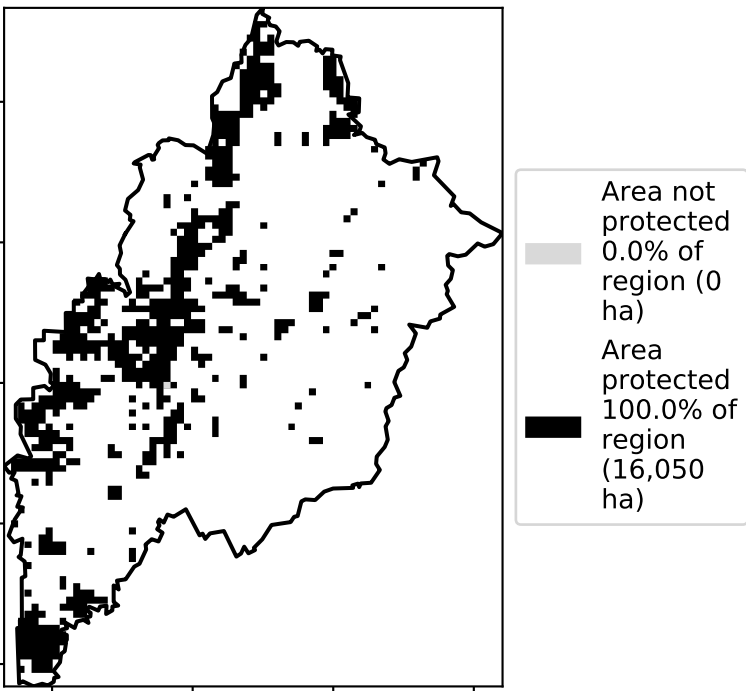 Area not
protected
0.0% of
region (0
ha)
Area
protected
100.0% of
region
(16,050
ha)